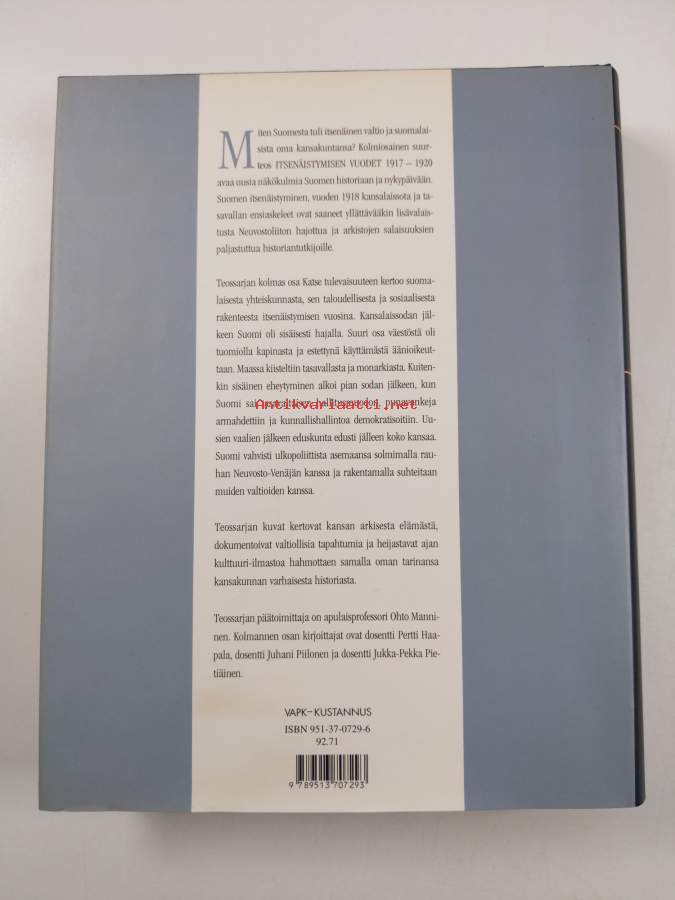 Miten Suomesta tuli itsenäinen valtio ja suomalai-
sista oma kansakuntansa? Kolmiosainen suur-
teos ITSENÄISTYMISEN VUODET 1917 – 1920
avaa uusia näkökulmia Suomen historiaan ja nykypäivään.
Suomen itsenäistyminen, vuoden 1918 kansalaissota ja ta-
savallan ensiaskeleet ovat saaneet yllättävääkin lisävalais-
tusta Neuvostoliiton hajottua ja arkistojen salaisuuksien
paljastuttua historiantutkijoille.
Teossarjan kolmas osa Katse tulevaisuuteen kertoo suoma-
laisesta yhteiskunnasta, sen taloudellisesta ja sosiaalisesta
rakenteesta itsenäistymisen vuosina. Kansalaissodan jäl-
keen Suomi oli sisäisesti hajalla. Suuri osa väestöstä oli
tuomiolla kapinasta ja estettynä käyttämästä äänioikeut-
taan. Maassa kiisteltiin tasavallasta ja monarkiasta. Kuiten-
kin sisäinen eheytyminen alkoi pian sodan jälkeen, kun
Suomi sai tasavaltaisen hallitusmuodon, punavankeja
Antikvariaatti.net
armahdettiin ja kunnallishallintoa demokratisoitiin. Uu-
sien vaalien jälkeen eduskunta edusti jälleen koko kansaa.
Suomi vahvisti ulkopoliittista asemaansa solmimalla rau-
han Neuvosto-Venäjän kanssa ja rakentamalla suhteitaan
muiden valtioiden kanssa.
Teossarjan kuvat kertovat kansan arkisesta elämästä,
dokumentoivat valtiollisia tapahtumia ja heijastavat ajan
kulttuuri-ilmastoa hahmottaen samalla oman tarinansa
kansakunnan varhaisesta historiasta.
Teossarjan päätoimittaja on apulaisprofessori Ohto Manni-
nen. Kolmannen osan kirjoittajat ovat dosentti Pertti Haa-
pala, dosentti Juhani Piilonen ja dosentti Jukka-Pekka Pie-
tiäinen.
VAPK–KUSTANNUS
ISBN 951-37-0729-6
92.71
9 789513 707293